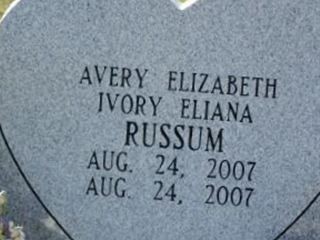 AVERY ELIZABETH
IVORY ELIANA
RUSSUM
AUG. 24, 2007
AUG. 24, 2007